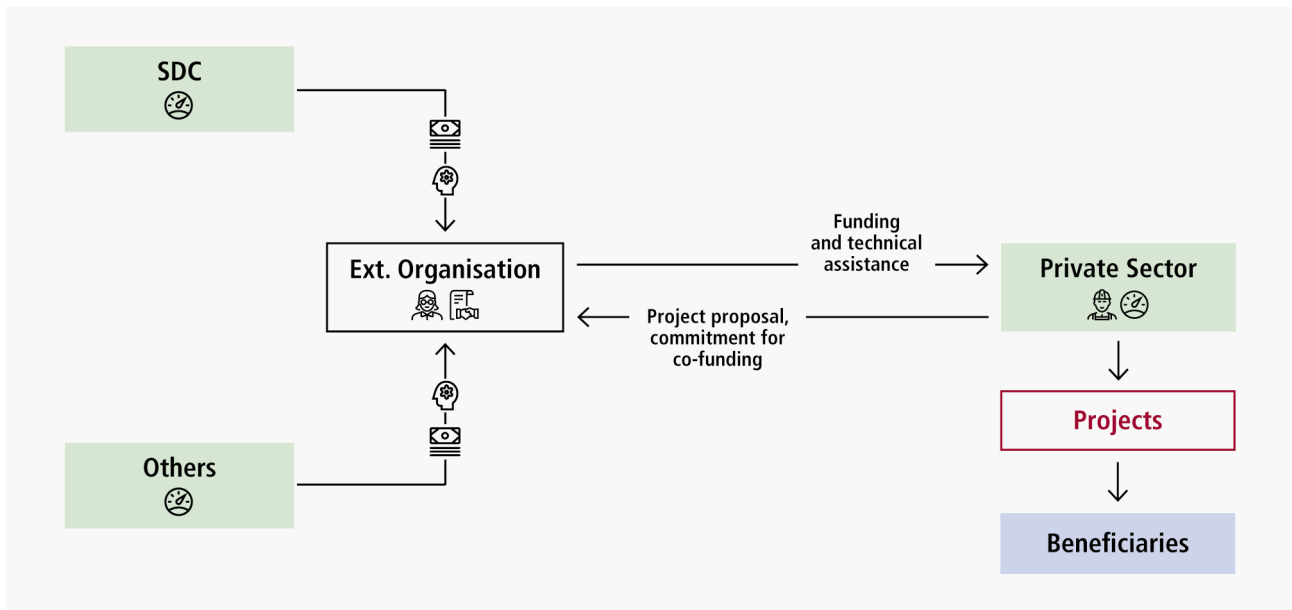 SDC
Ext. Organisation
Others
Funding
and technical
assistance
Project proposal,
commitment for
co-funding
Private Sector
Projects
Beneficiaries